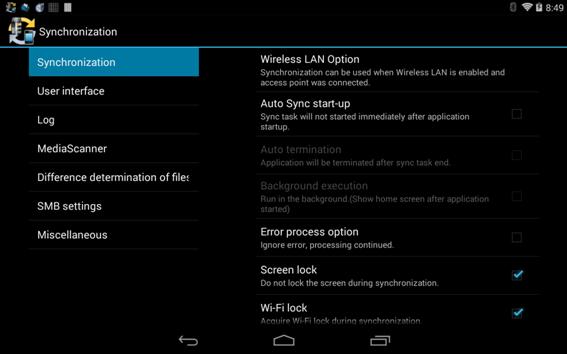 8:49
Synchronization
Synchronization
User interface
Log
MediaScanner
Difference determination of files
SMB settings
Miscellaneous
Wireless LAN Option
Synchronization can be used when Wireless LAN is enabled and
access point was connected.
Auto Sync start-up
Sync task will not started immediately after application
startup.
Auto termination
Application will be terminated after sync task end.
Background execution
Run in the background.(Show home screen after application
started)
Error process option
Ignore error, processing continued.
Screen lock
Do not lock the screen during synchronization.
Wi-Fi lock
Acquire Wi-Fi lock during synchronization.